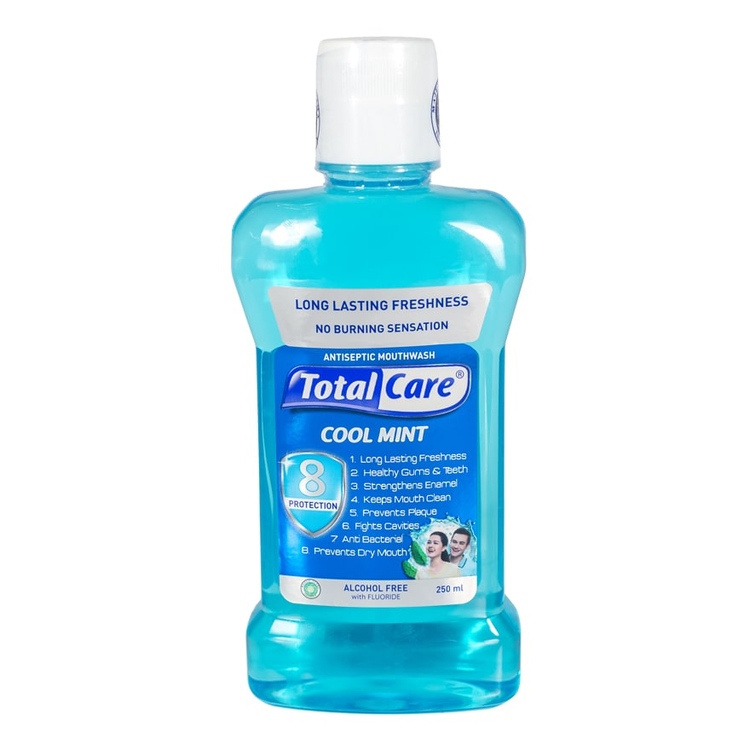 LONG LASTING FRESHNESS
NO BURNING SENSATION
ANTISEPTIC MOUTHWASH
Total Care®
COOL MINT
8
PROTECTION
1. Long Lasting Freshness
2. Healthy Gums & Teeth
3. Strengthens Enamel
4. Keeps Mouth Clean
5. Prevents Plaque
6. Fights Cavities
7 Anti Bacterial
8. Prevents Dry Mouth
ALCOHOL FREE
with FLUORIDE
250 ml